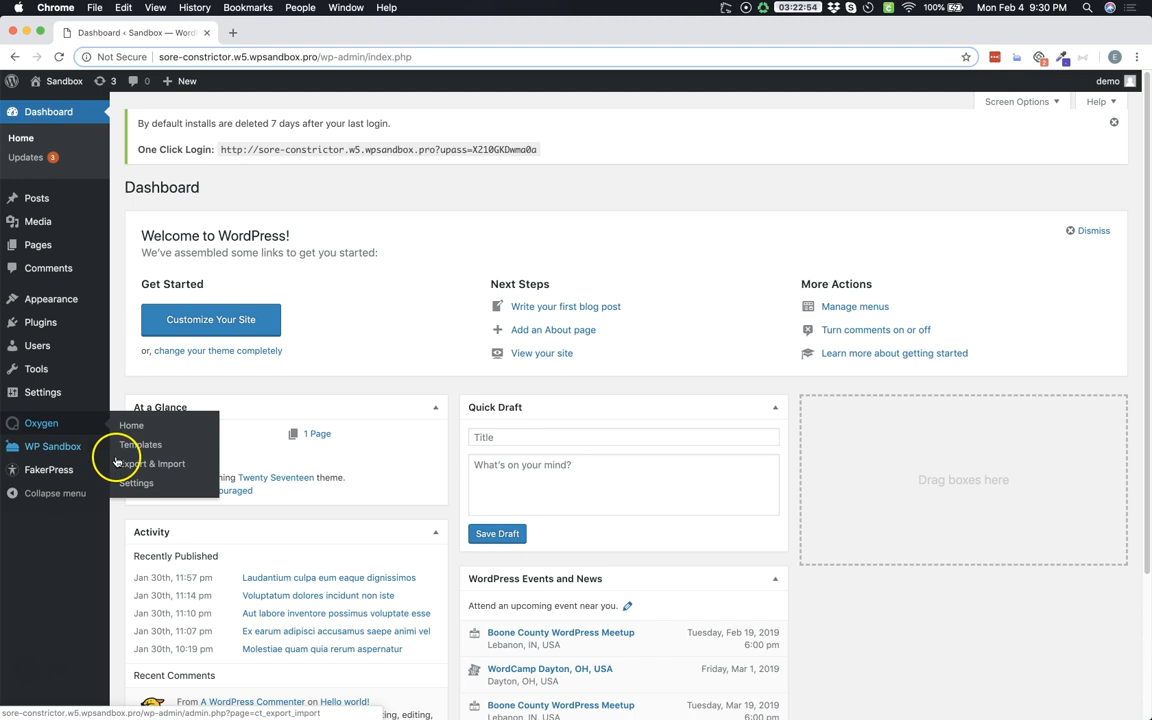 Chrome File Edit View History Bookmarks People Window Help 03:22:54 100% Mon Feb 4 9:30 PM
Dashboard ‹ Sandbox — Word
Not Secure sore-constrictor.w5.wpsandbox.pro/wp-admin/index.php E
Sandbox 3 0 New demo
Dashboard
Home
Updates 3
Posts
Media
Pages
Comments
Appearance
Plugins
Users
Tools
Settings
Oxygen
WP Sandbox
FakerPress
Collapse menu
Home
Templates
Export & Import
Settings
Screen Options Help
By default installs are deleted 7 days after your last login.
One Click Login: http://sore-constrictor.w5.wpsandbox.pro?upass=X210GKDwma0a
Dashboard
Welcome to WordPress!
We've assembled some links to get you started:
Dismiss
Get Started
Customize Your Site
or, change your theme completely
Next Steps
Write your first blog post
Add an About page
View your site
More Actions
Manage menus
Turn comments on or off
Learn more about getting started
At a Glance
1 Page
ning Twenty Seventeen theme.
ouraged
Activity
Recently Published
Jan 30th, 11:57 pm Laudantium culpa eum eaque dignissimos
Jan 30th, 11:14 pm Voluptatum dolores incidunt non iste
Jan 30th, 11:10 pm Aut labore inventore possimus voluptate esse
Jan 30th, 11:07 pm Ex earum adipisci accusamus saepe animi vel
Jan 30th, 10:19 pm Molestiae quam quia rerum aspernatur
Recent Comments
From A WordPress Commenter on Hello world!
Quick Draft
Title
What's on your mind?
Save Draft
WordPress Events and News
Attend an upcoming event near you.
Boone County WordPress Meetup Tuesday, Feb 19, 2019
Lebanon, IN, USA 6:00 pm
WordCamp Dayton, OH, USA Friday, Mar 1, 2019
Dayton, OH, USA
Boone County WordPress Meetup Tuesday, Mar 19, 2019
Lebanon, IN, USA 6:00 pm
Drag boxes here
sore-constrictor.w5.wpsandbox.pro/wp-admin/admin.php?page=ct_export_import